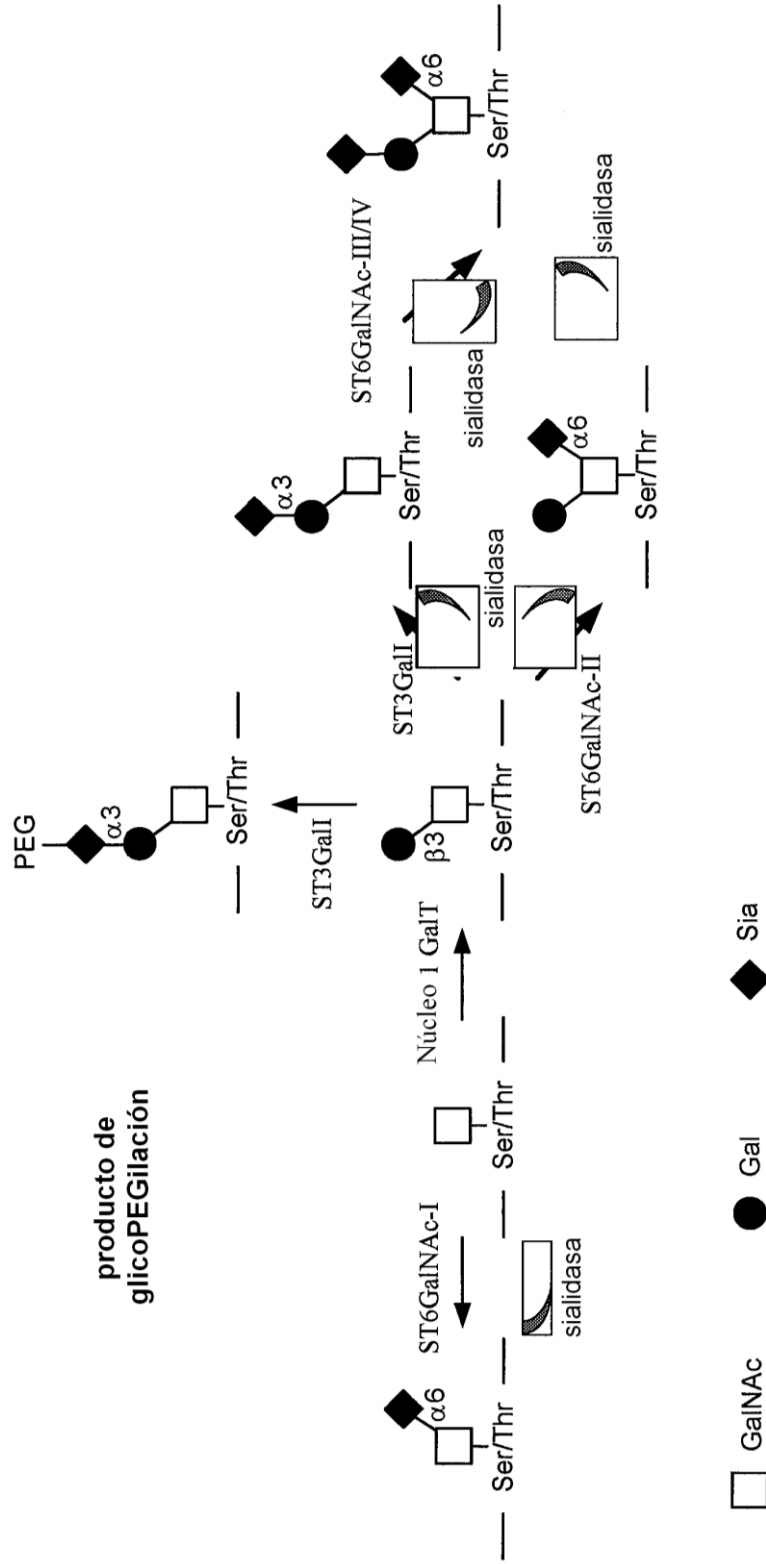 producto de
glicoPEGilación
PEG
α3
Ser/Thr
ST3GalI
ST6GalNAc-I
α6
Ser/Thr
sialidasa
Ser/Thr
Núcleo 1 GalT
β3
Ser/Thr
ST3GalI
sialidasa
ST6GalNAc-II
α3
Ser/Thr
α6
Ser/Thr
ST6GalNAc-III/IV
sialidasa
sialidasa
α6
Ser/Thr
GalNAc
Gal
Sia